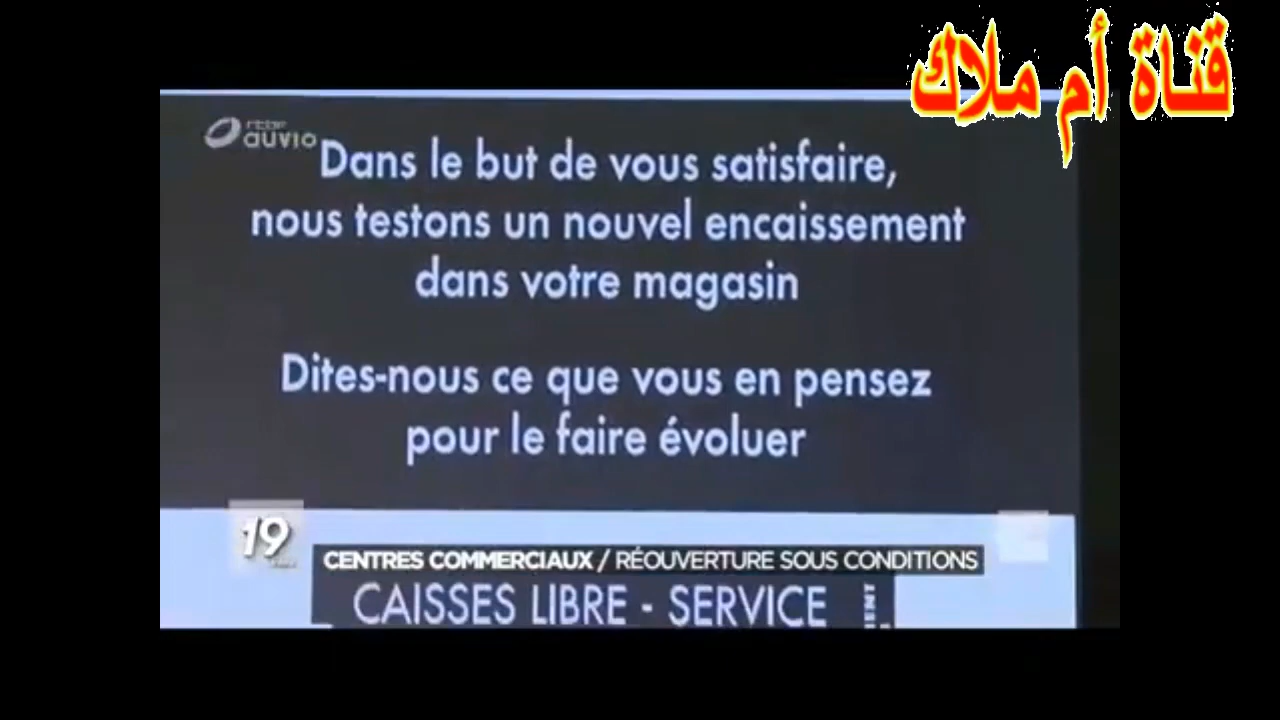 قناة أم ملاك
rtbf
auvio
Dans le but de vous satisfaire,
nous testons un nouvel encaissement
dans votre magasin
Dites-nous ce que vous en pensez
pour le faire évoluer
19
CENTRES COMMERCIAUX / RÉOUVERTURE SOUS CONDITIONS
CAISSES LIBRE - SERVICE